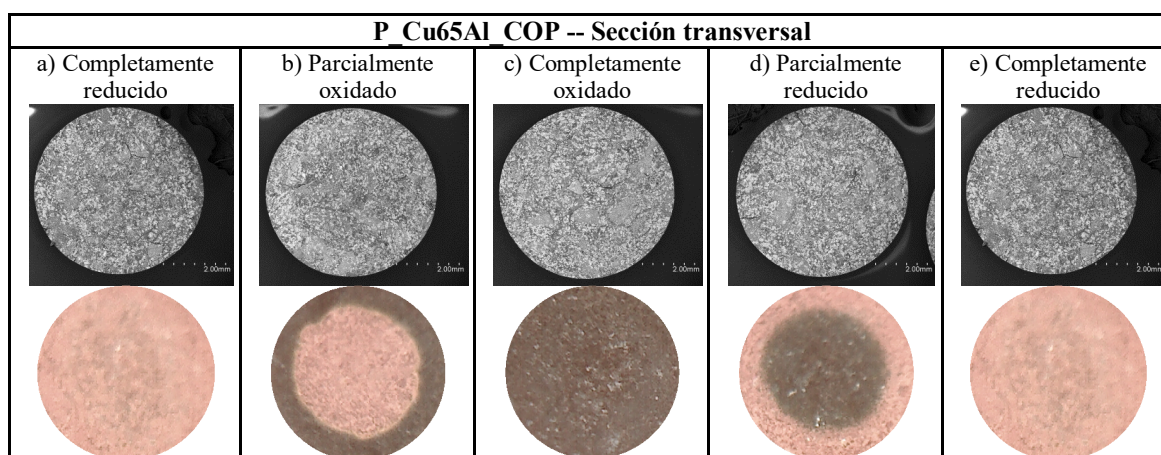 P_Cu65Al_COP -- Sección transversal
a) Completamente
reducido
b) Parcialmente
oxidado
c) Completamente
oxidado
d) Parcialmente
reducido
e) Completamente
reducido
2.00mm
2.00mm
2.00mm
2.00mm
2.00mm